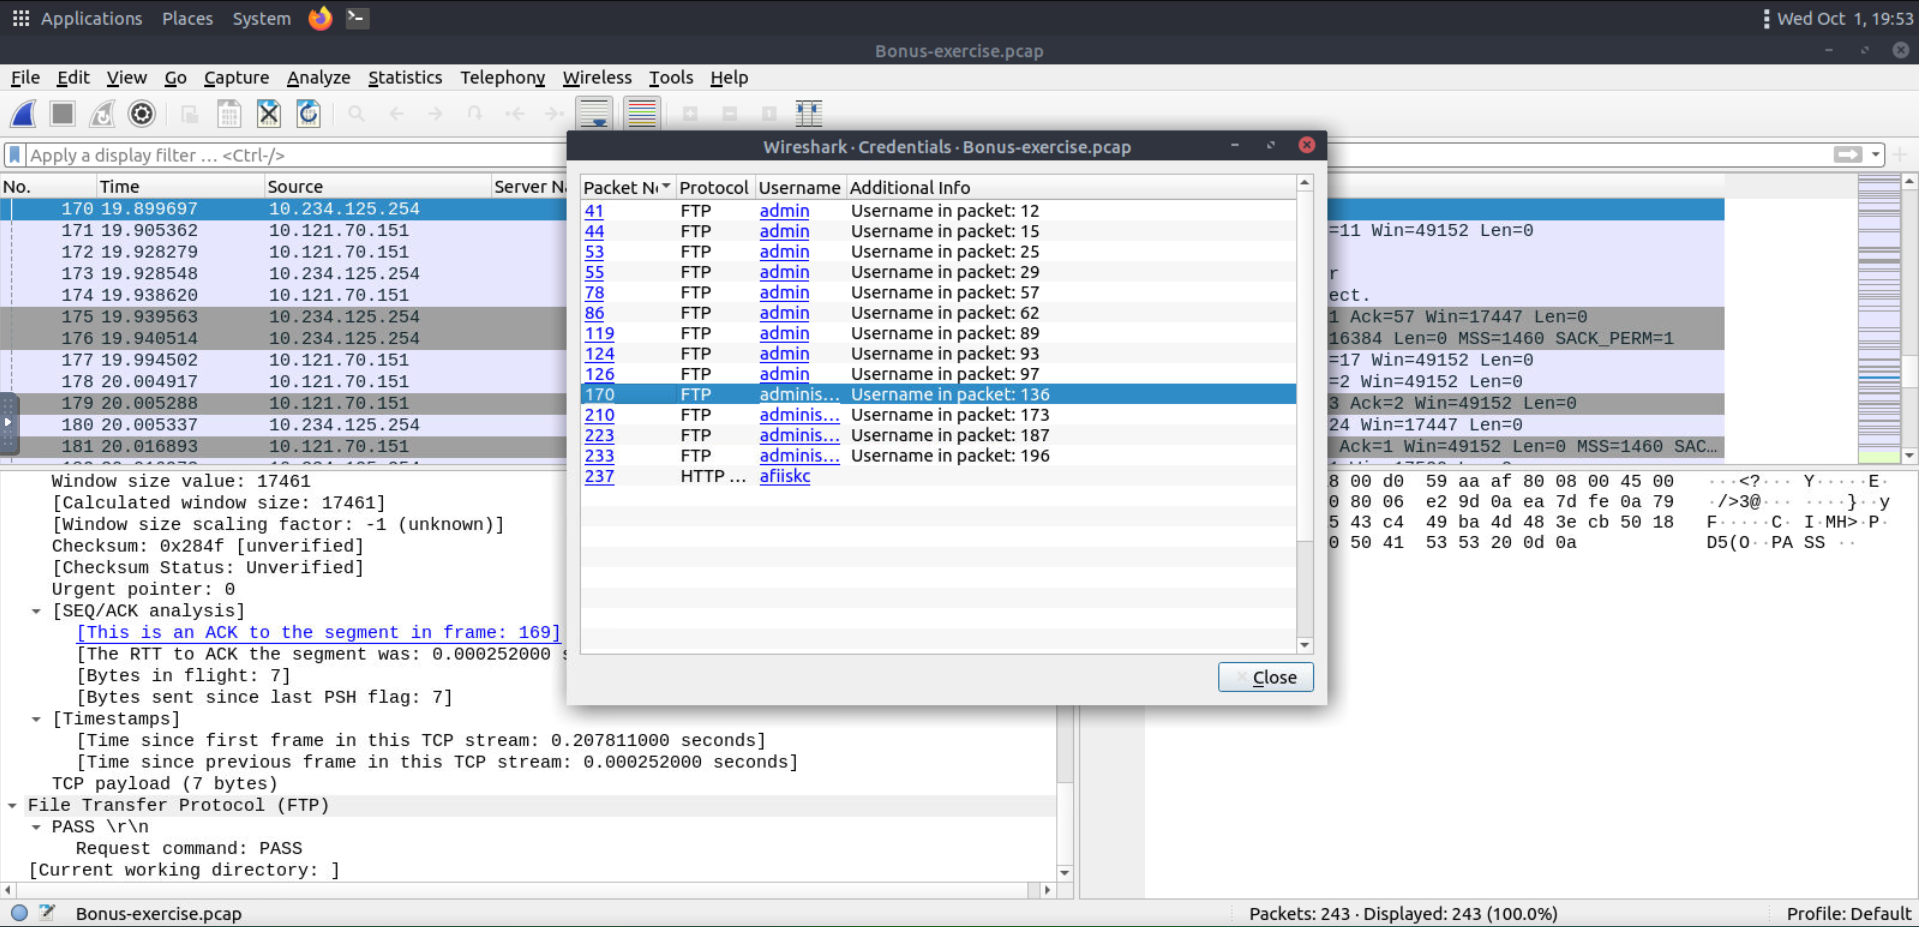 Applications Places System Wed Oct 1, 19:53
Bonus-exercise.pcap
File Edit View Go Capture Analyze Statistics Telephony Wireless Tools Help
Apply a display filter … <Ctrl-/>
No. Time Source Server Na
170 19.899697 10.234.125.254
171 19.905362 10.121.70.151 =11 Win=49152 Len=0
172 19.928279 10.121.70.151
173 19.928548 10.234.125.254 r
174 19.938620 10.121.70.151 ect.
175 19.939563 10.234.125.254 1 Ack=57 Win=17447 Len=0
176 19.940514 10.234.125.254 16384 Len=0 MSS=1460 SACK_PERM=1
177 19.994502 10.121.70.151 =17 Win=49152 Len=0
178 20.004917 10.121.70.151 =2 Win=49152 Len=0
179 20.005288 10.121.70.151 3 Ack=2 Win=49152 Len=0
180 20.005337 10.234.125.254 24 Win=17447 Len=0
181 20.016893 10.121.70.151 Ack=1 Win=49152 Len=0 MSS=1460 SAC…
Wireshark · Credentials · Bonus-exercise.pcap
Packet N Protocol Username Additional Info
41 FTP admin Username in packet: 12
44 FTP admin Username in packet: 15
53 FTP admin Username in packet: 25
55 FTP admin Username in packet: 29
78 FTP admin Username in packet: 57
86 FTP admin Username in packet: 62
119 FTP admin Username in packet: 89
124 FTP admin Username in packet: 93
126 FTP admin Username in packet: 97
170 FTP adminis… Username in packet: 136
210 FTP adminis… Username in packet: 173
223 FTP adminis… Username in packet: 187
233 FTP adminis… Username in packet: 196
237 HTTP … afiiskc
Close
Window size value: 17461
[Calculated window size: 17461]
[Window size scaling factor: -1 (unknown)]
Checksum: 0x284f [unverified]
[Checksum Status: Unverified]
Urgent pointer: 0
[SEQ/ACK analysis]
[This is an ACK to the segment in frame: 169]
[The RTT to ACK the segment was: 0.000252000 s
[Bytes in flight: 7]
[Bytes sent since last PSH flag: 7]
[Timestamps]
[Time since first frame in this TCP stream: 0.207811000 seconds]
[Time since previous frame in this TCP stream: 0.000252000 seconds]
TCP payload (7 bytes)
File Transfer Protocol (FTP)
PASS \r\n
Request command: PASS
[Current working directory: ]
8 00 d0 59 aa af 80 08 00 45 00 ···<?··· Y·····E·
0 80 06 e2 9d 0a ea 7d fe 0a 79 ·/>3@··· ····}··y
5 43 c4 49 ba 4d 48 3e cb 50 18 F·····C· I·MH>·P·
0 50 41 53 53 20 0d 0a D5(O··PA SS ··
Bonus-exercise.pcap Packets: 243 · Displayed: 243 (100.0%) Profile: Default